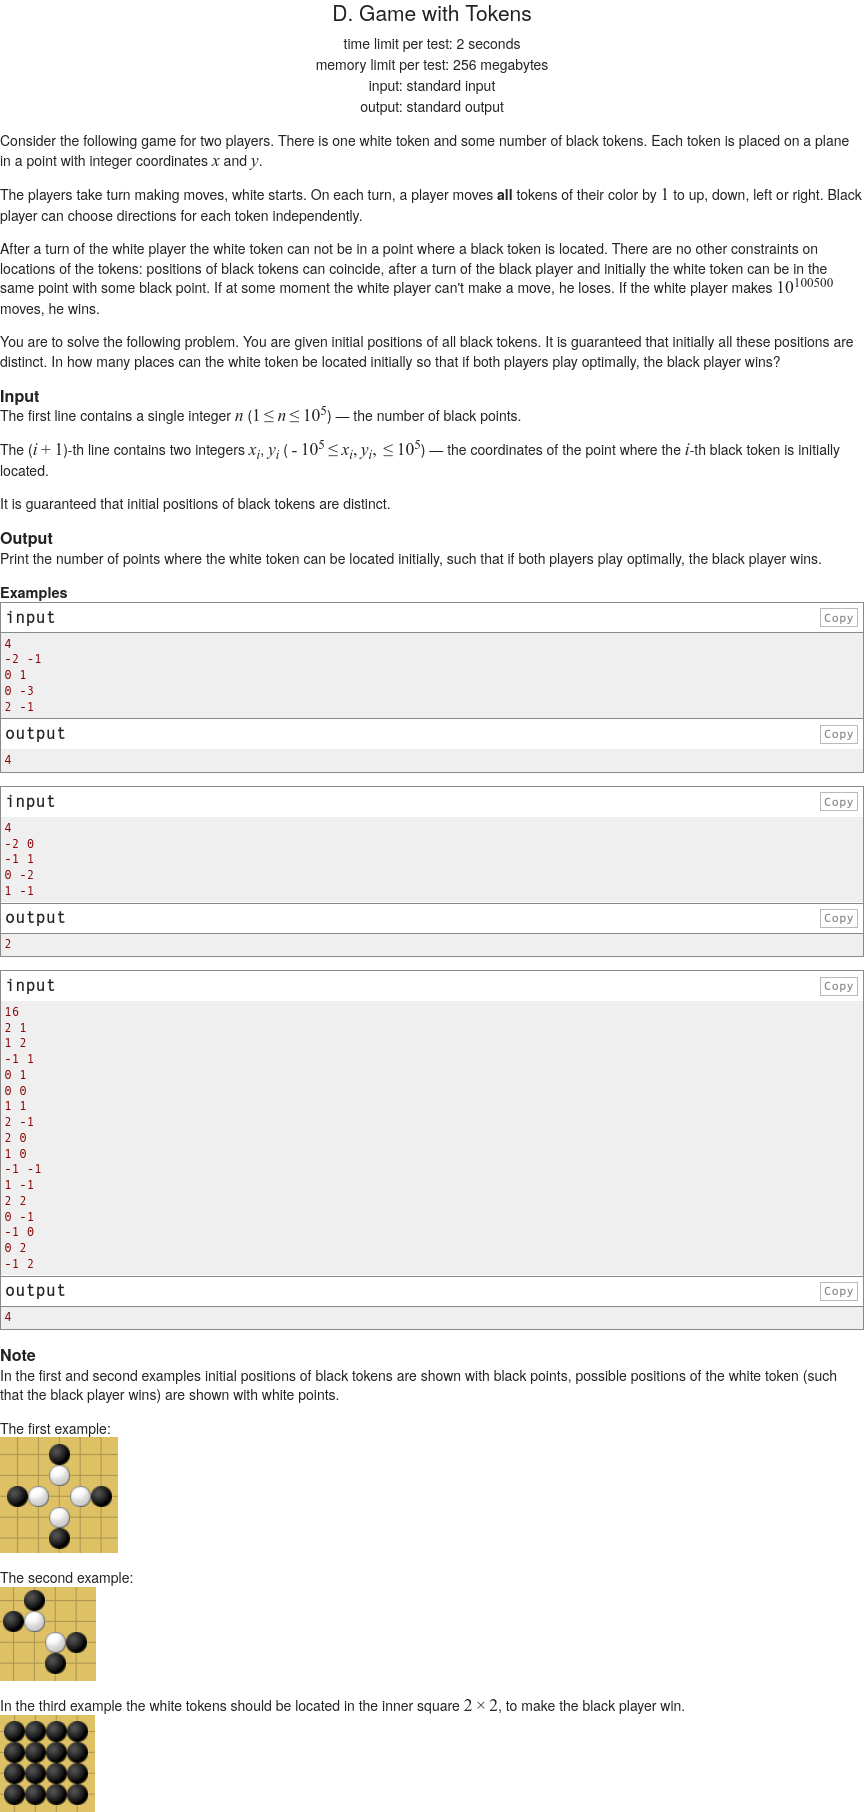 D. Game with Tokens
time limit per test: 2 seconds
memory limit per test: 256 megabytes
input: standard input
output: standard output
Consider the following game for two players. There is one white token and some number of black tokens. Each token is placed on a plane
in a point with integer coordinates x and y.
The players take turn making moves, white starts. On each turn, a player moves all tokens of their color by 1 to up, down, left or right. Black
player can choose directions for each token independently.
After a turn of the white player the white token can not be in a point where a black token is located. There are no other constraints on
locations of the tokens: positions of black tokens can coincide, after a turn of the black player and initially the white token can be in the
same point with some black point. If at some moment the white player can't make a move, he loses. If the white player makes 10^100500
moves, he wins.
You are to solve the following problem. You are given initial positions of all black tokens. It is guaranteed that initially all these positions are
distinct. In how many places can the white token be located initially so that if both players play optimally, the black player wins?
Input
The first line contains a single integer n (1 ≤ n ≤ 10^5) — the number of black points.
The (i + 1)-th line contains two integers x_i, y_i ( - 10^5 ≤ x_i, y_i, ≤ 10^5) — the coordinates of the point where the i-th black token is initially
located.
It is guaranteed that initial positions of black tokens are distinct.
Output
Print the number of points where the white token can be located initially, such that if both players play optimally, the black player wins.
Examples
input Copy
4
-2 -1
0 1
0 -3
2 -1
output Copy
4
input Copy
4
-2 0
-1 1
0 -2
1 -1
output Copy
2
input Copy
16
2 1
1 2
-1 1
0 1
0 0
1 1
2 -1
2 0
1 0
-1 -1
1 -1
2 2
0 -1
-1 0
0 2
-1 2
output Copy
4
Note
In the first and second examples initial positions of black tokens are shown with black points, possible positions of the white token (such
that the black player wins) are shown with white points.
The first example:
The second example:
In the third example the white tokens should be located in the inner square 2 × 2, to make the black player win.